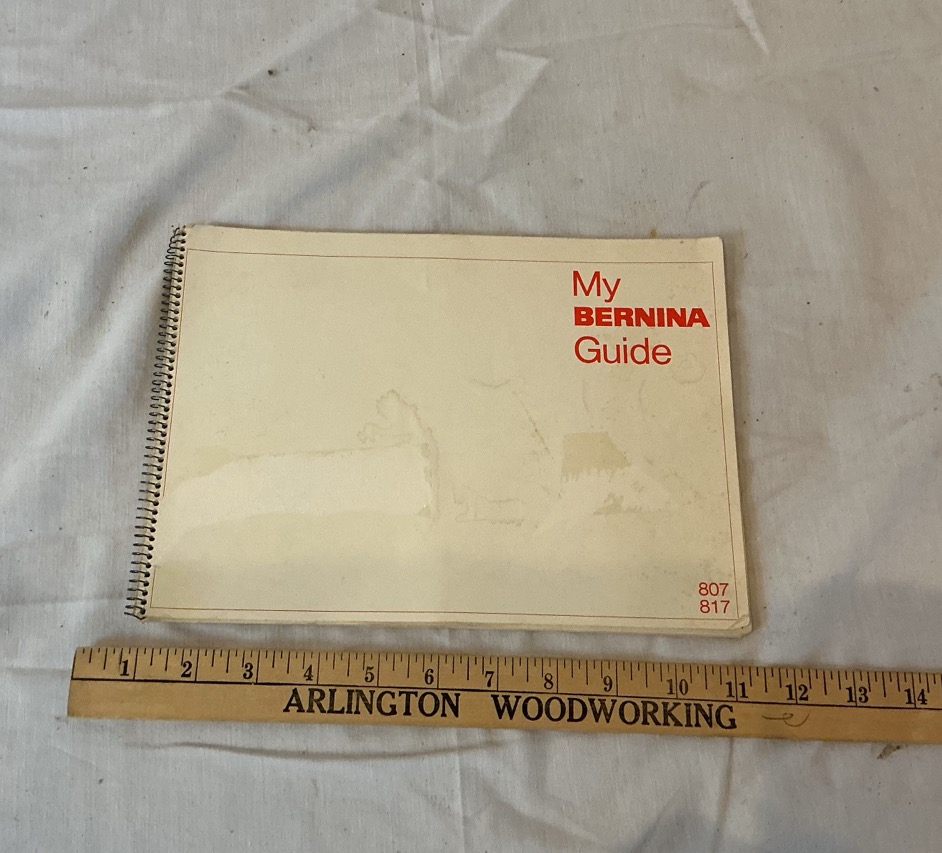 My
BERNINA
Guide
807
817
1 2 3 4 5 6 7 8 9 10 11 12 13 14
ARLINGTON WOODWORKING